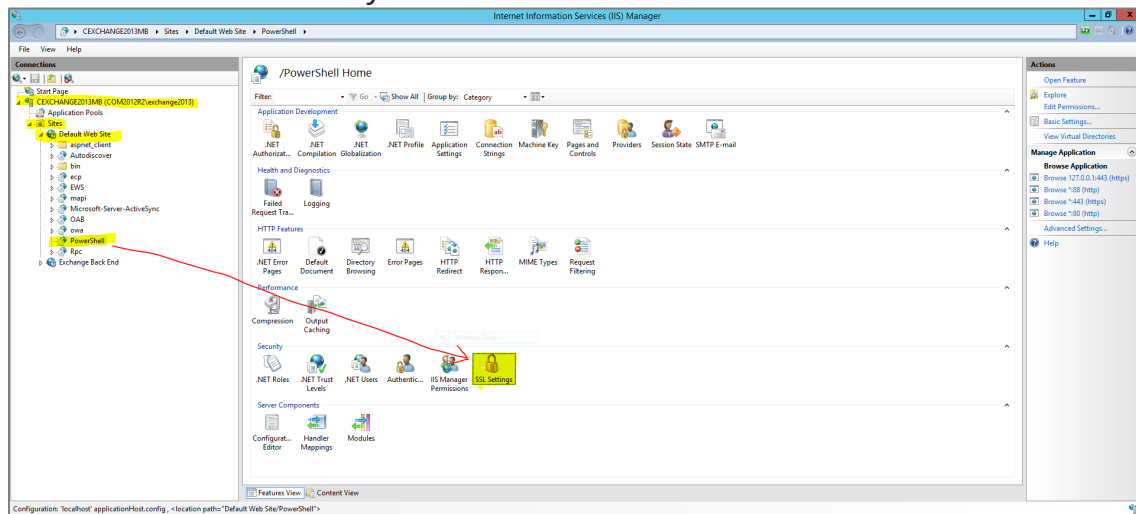 y
Internet Information Services (IIS) Manager
CEXCHANGE2013MB ▸ Sites ▸ Default Web Site ▸ PowerShell ▸
File View Help
Connections
Start Page
CEXCHANGE2013MB (COM2012R2\exchange2013)
Application Pools
Sites
Default Web Site
aspnet_client
Autodiscover
bin
ecp
EWS
mapi
Microsoft-Server-ActiveSync
OAB
owa
PowerShell
Rpc
Exchange Back End
/PowerShell Home
Filter: Go Show All Group by: Category
Application Development
.NET Authorizat...
.NET Compilation
.NET Globalization
.NET Profile
Application Settings
Connection Strings
Machine Key
Pages and Controls
Providers
Session State
SMTP E-mail
Health and Diagnostics
Failed Request Tra...
Logging
HTTP Features
.NET Error Pages
Default Document
Directory Browsing
Error Pages
HTTP Redirect
HTTP Respon...
MIME Types
Request Filtering
Performance
Compression
Output Caching
Security
.NET Roles
.NET Trust Levels
.NET Users
Authentic...
IIS Manager Permissions
SSL Settings
Server Components
Configurat... Editor
Handler Mappings
Modules
Features View Content View
Actions
Open Feature
Explore
Edit Permissions...
Basic Settings...
View Virtual Directories
Manage Application
Browse Application
Browse 127.0.0.1:443 (https)
Browse *:88 (http)
Browse *:443 (https)
Browse *:80 (http)
Advanced Settings...
Help
Configuration: 'localhost' applicationHost.config , <location path="Default Web Site/PowerShell">